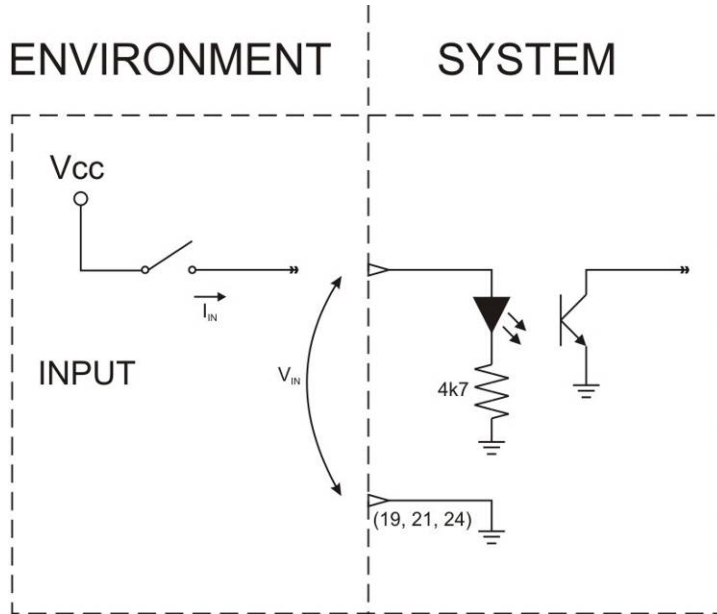 ENVIRONMENT
SYSTEM
Vcc
IIN
INPUT
VIN
4k7
(19, 21, 24)